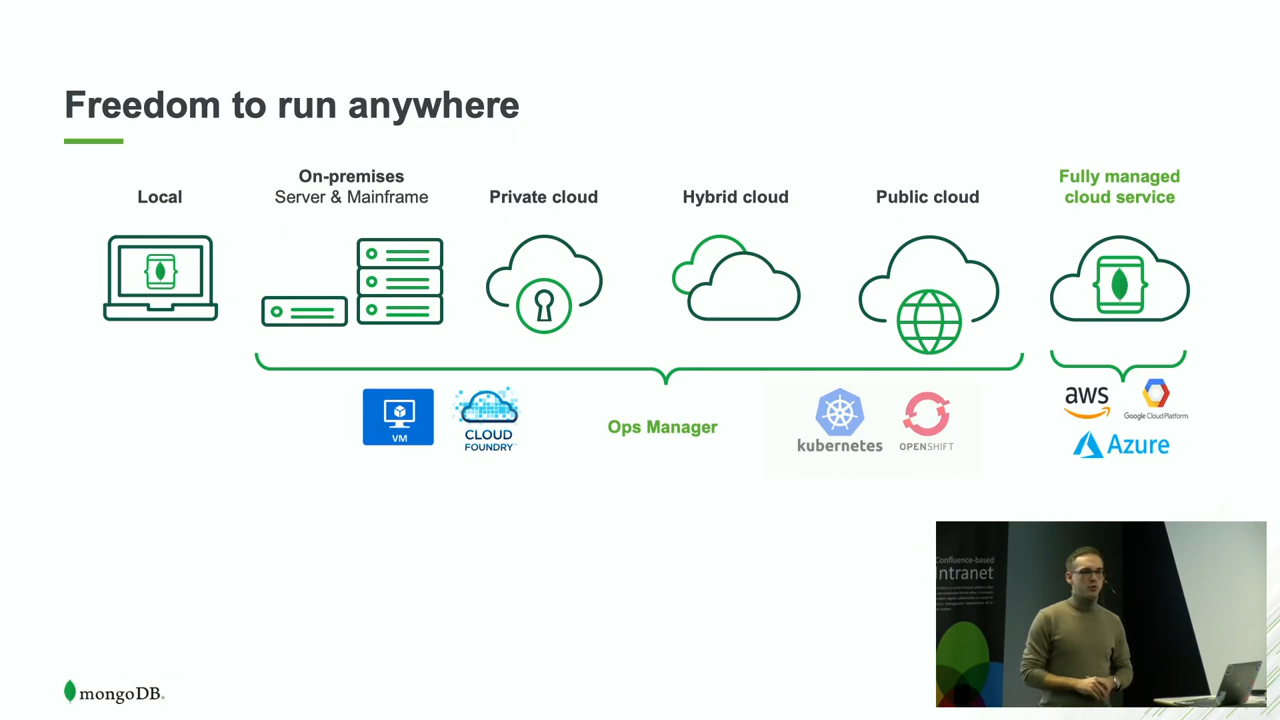 Freedom to run anywhere
Local
On-premises
Server & Mainframe
Private cloud
Hybrid cloud
Public cloud
Fully managed
cloud service
VM
CLOUD
FOUNDRY
Ops Manager
kubernetes
OPENSHIFT
aws
Google Cloud Platform
Azure
Confluence-based
Intranet
mongoDB